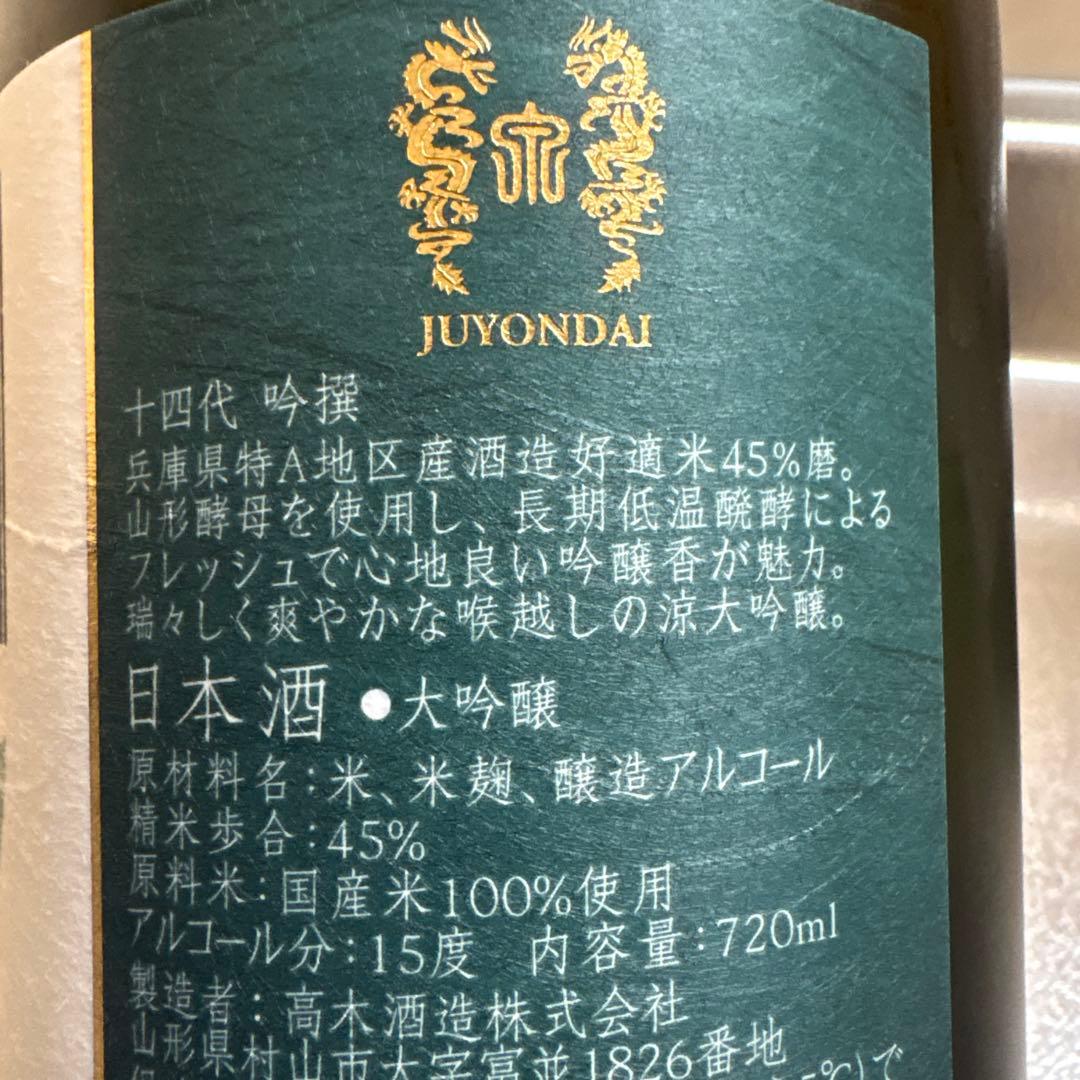 JUYONDAI
十四代 吟撰
兵庫県特A地区産酒造好適米45%磨。
山形酵母を使用し、長期低温醗酵による
フレッシュで心地良い吟醸香が魅力。
瑞々しく爽やかな喉越しの涼大吟醸。
日本酒 ●大吟醸
原材料名:米、米麹、醸造アルコール
精米歩合:45%
原料米:国産米100%使用
アルコール分:15度 内容量:720ml
製造者:高木酒造株式会社
山形県村山市大字富並1826番地
℃)で